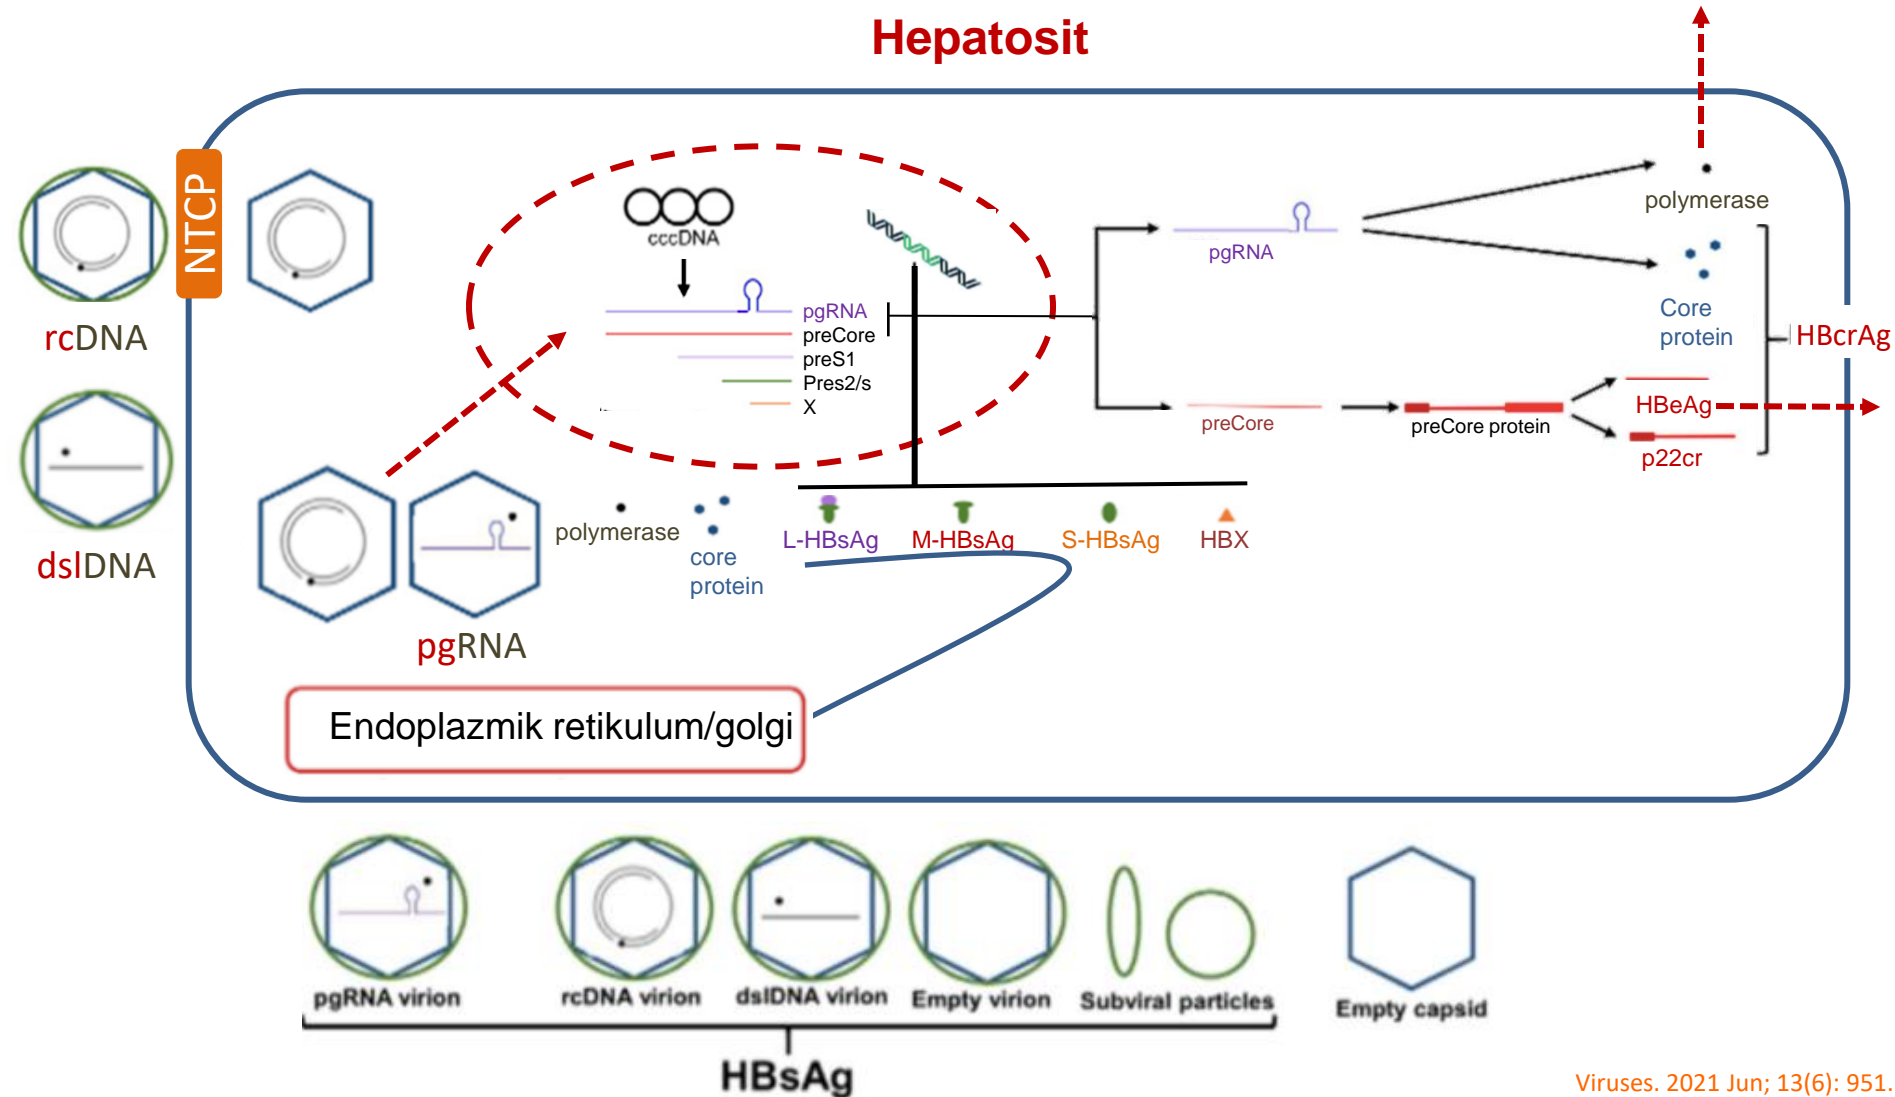 Hepatosit
NTCP
rcDNA
dslDNA
cccDNA
pgRNA
preCore
preS1
Pres2/s
X
pgRNA
preCore
preCore protein
polymerase
Core
protein
HBeAg
p22cr
HBcrAg
pgRNA
polymerase
core
protein
L-HBsAg
M-HBsAg
S-HBsAg
HBX
Endoplazmik retikulum/golgi
pgRNA virion
rcDNA virion
dslDNA virion
Empty virion
Subviral particles
Empty capsid
HBsAg
Viruses. 2021 Jun; 13(6): 951.